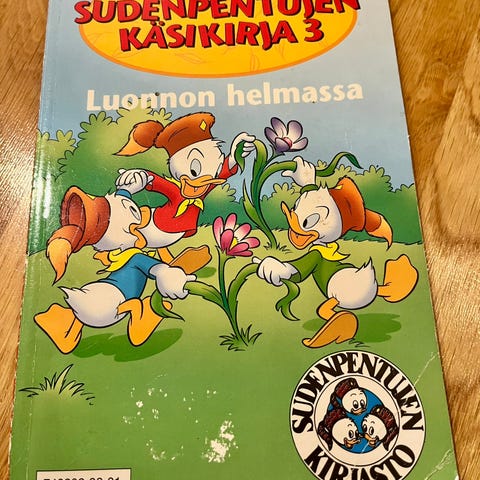 SUDENPENTUJEN
KÄSIKIRJA 3
Luonnon helmassa
SUDENPENTUJEN
KIRJASTO